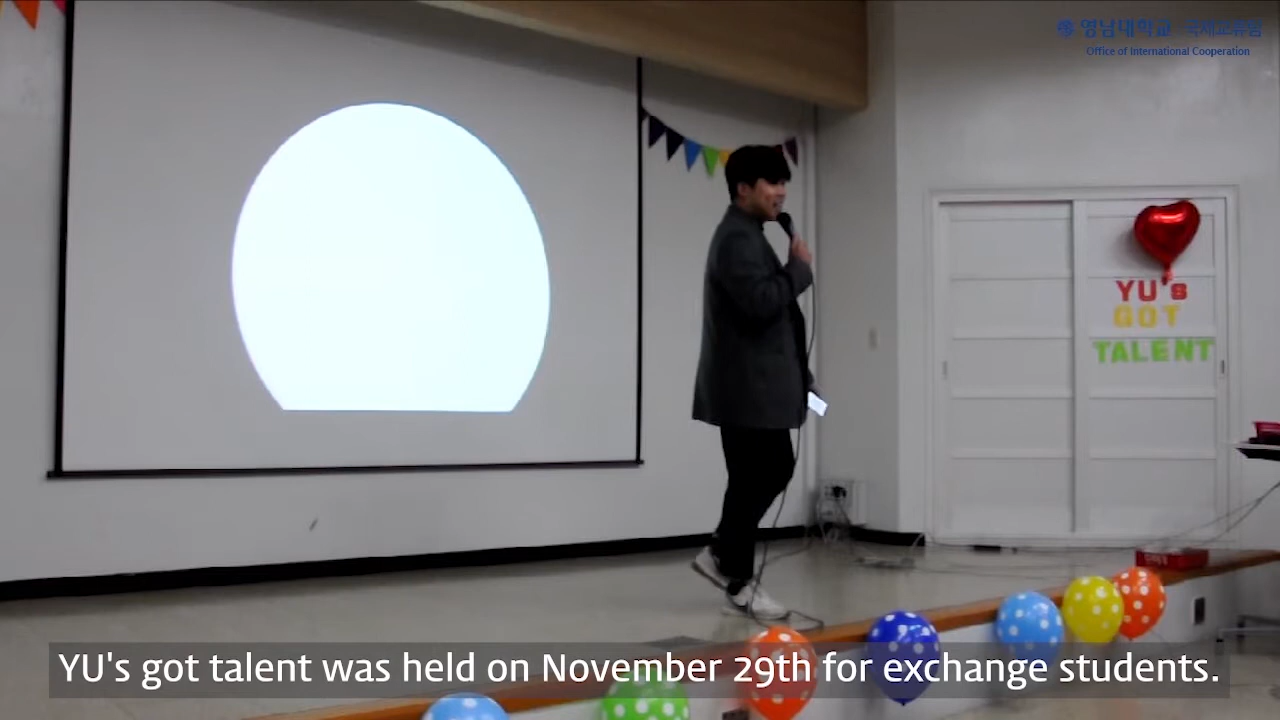 영남대학교 국제교류팀
Office of International Cooperation
YU's
GOT
TALENT
YU's got talent was held on November 29th for exchange students.